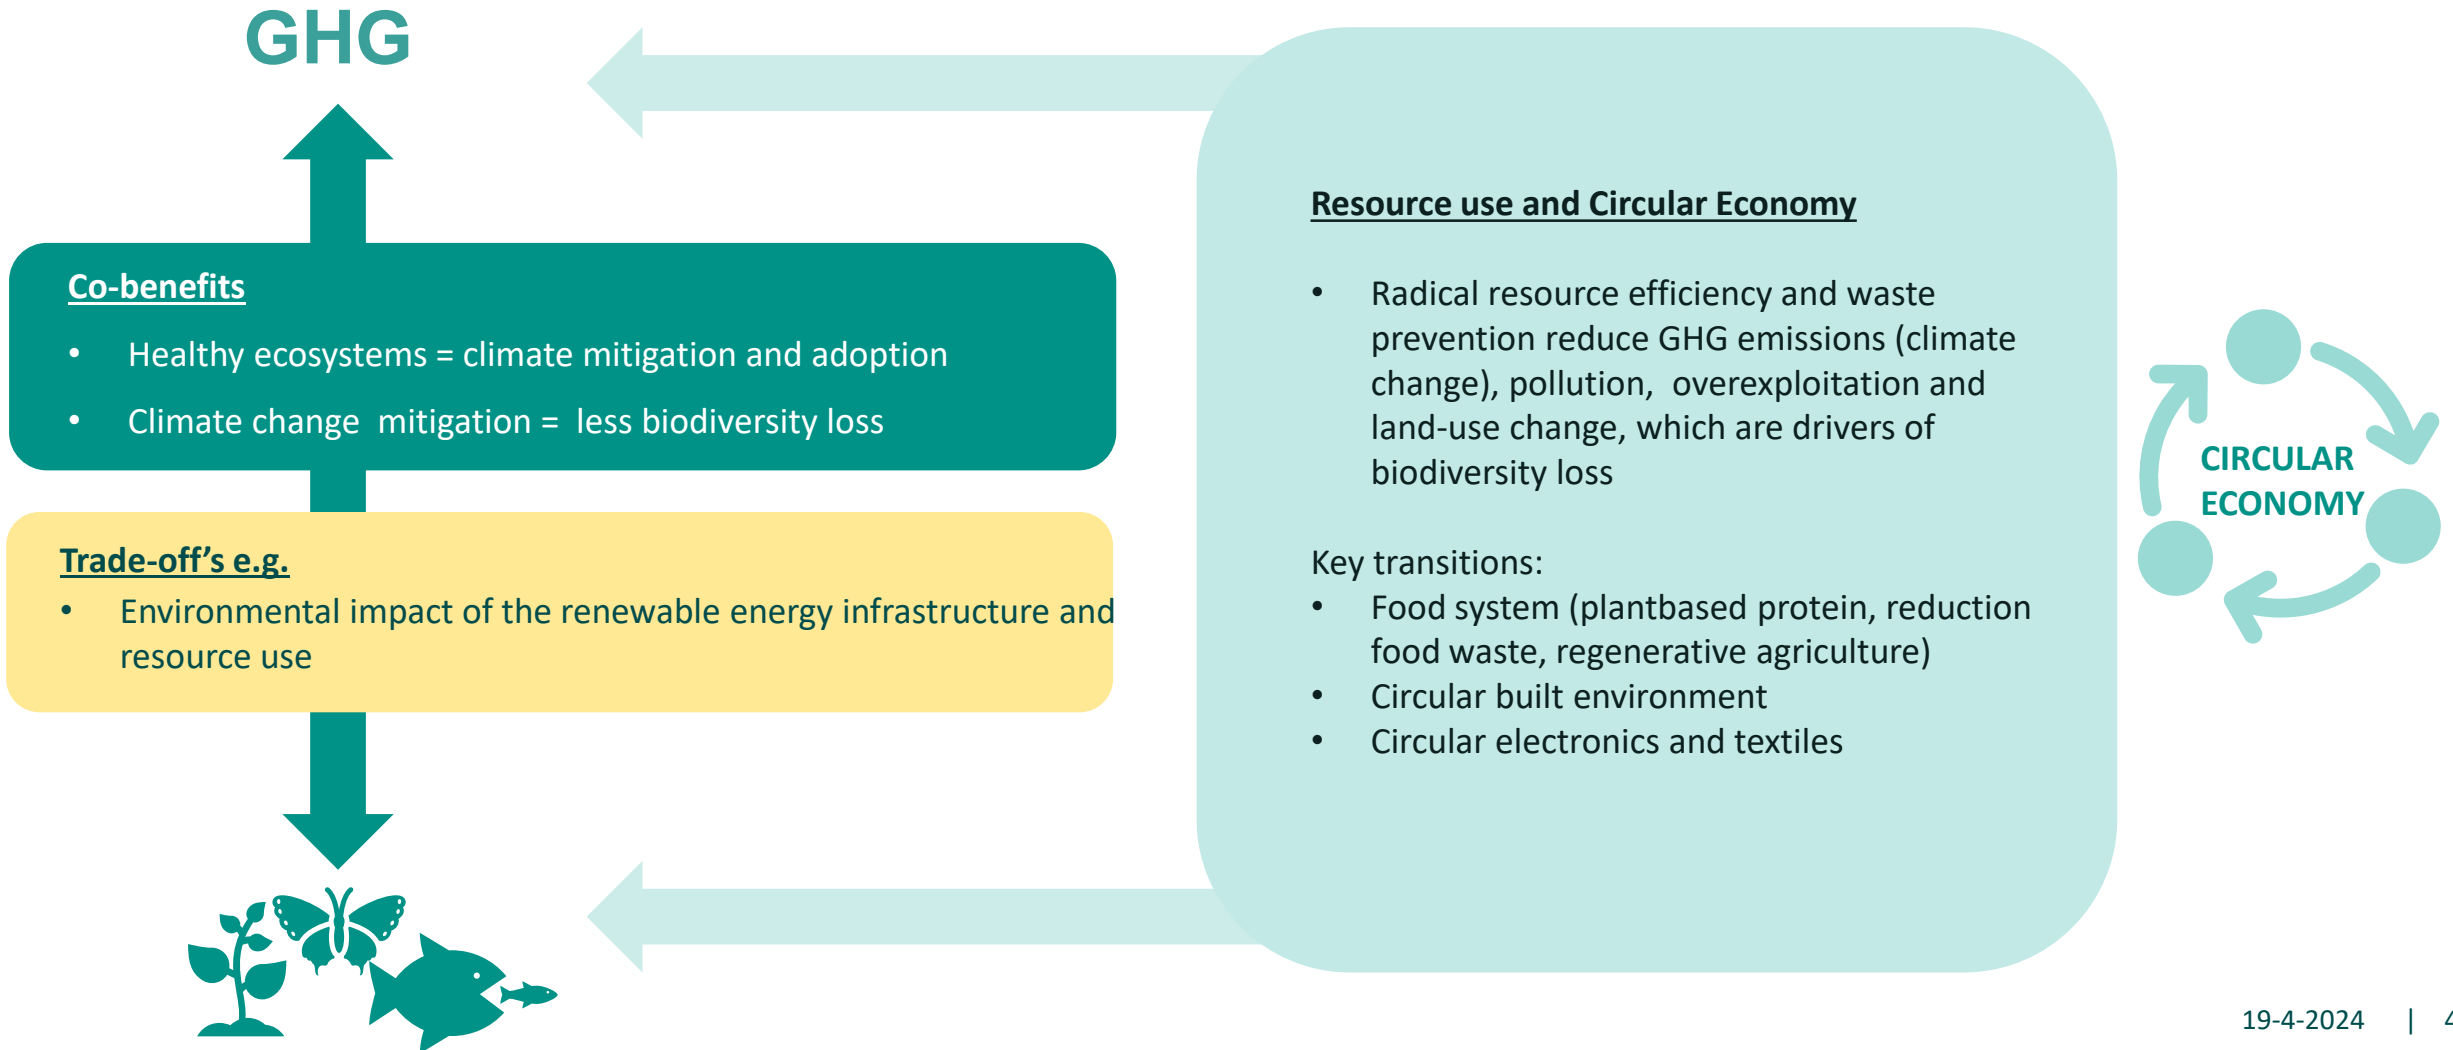 GHG
Co-benefits
• Healthy ecosystems = climate mitigation and adoption
• Climate change mitigation = less biodiversity loss
Trade-off’s e.g.
• Environmental impact of the renewable energy infrastructure and
resource use
Resource use and Circular Economy
• Radical resource efficiency and waste
prevention reduce GHG emissions (climate
change), pollution, overexploitation and
land-use change, which are drivers of
biodiversity loss
Key transitions:
• Food system (plantbased protein, reduction
food waste, regenerative agriculture)
• Circular built environment
• Circular electronics and textiles
CIRCULAR
ECONOMY
19-4-2024 | 4